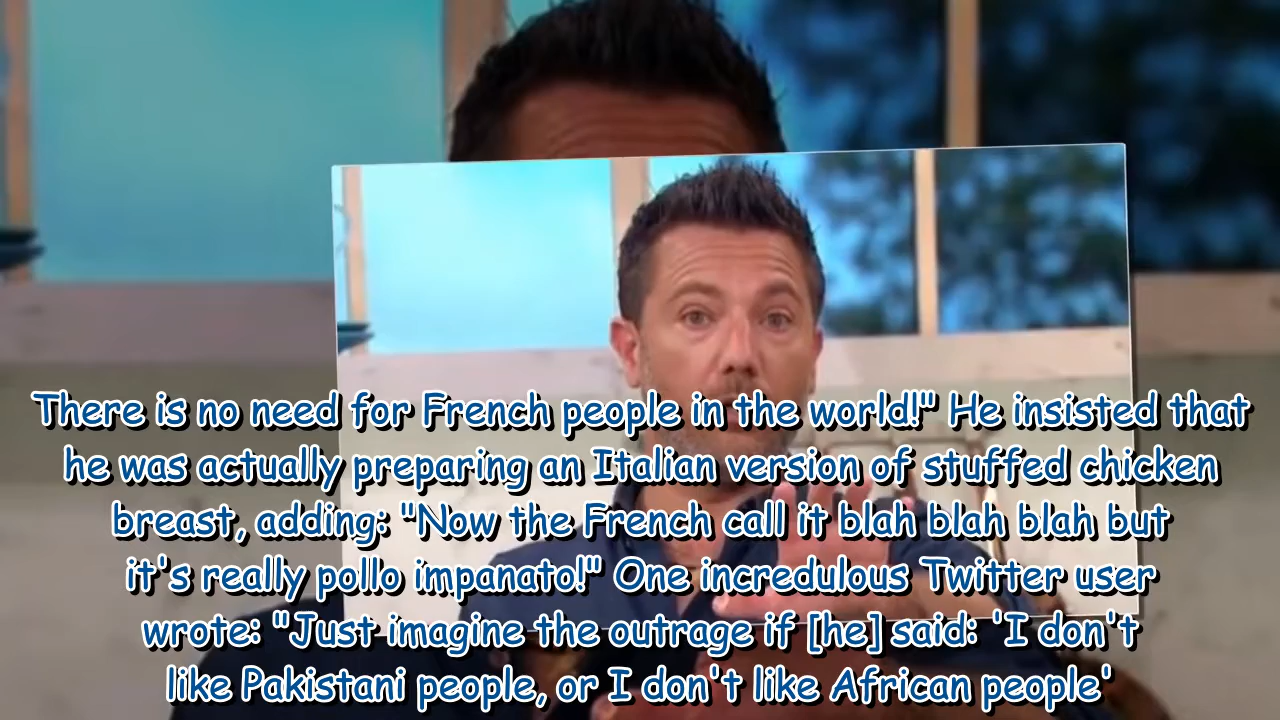 There is no need for French people in the world!" He insisted that
he was actually preparing an Italian version of stuffed chicken
breast, adding: "Now the French call it blah blah blah but
it's really pollo impanato!" One incredulous Twitter user
wrote: "Just imagine the outrage if [he] said: 'I don't
like Pakistani people, or I don't like African people'